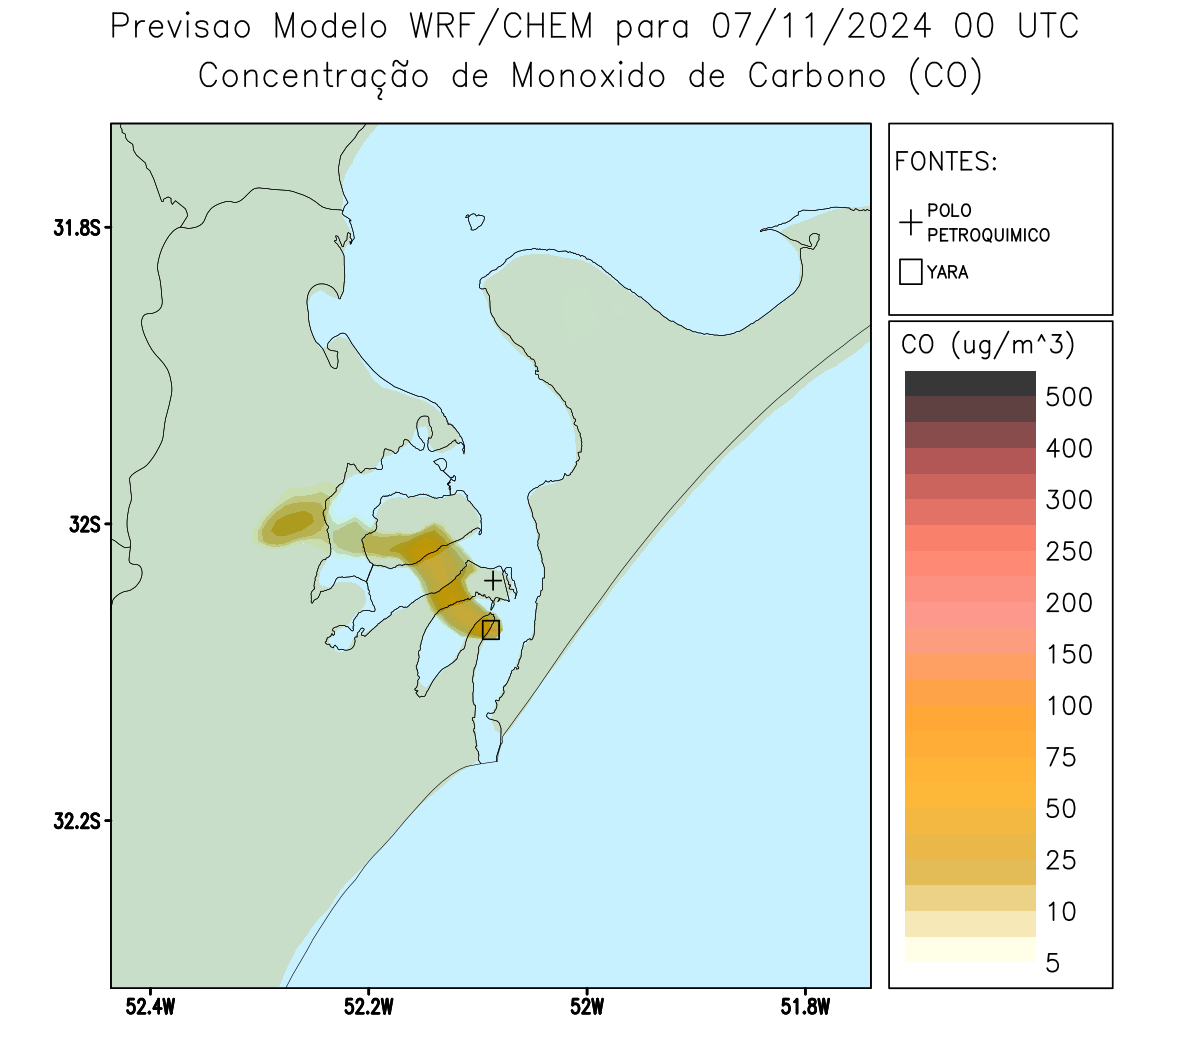 Previsao Modelo WRF/CHEM para 07/11/2024 00 UTC
Concentração de Monoxido de Carbono (CO)
FONTES:
POLO
PETROQUIMICO
YARA
CO (ug/m^3)
500
400
300
250
200
150
100
75
50
25
10
5
31.8S
32S
32.2S
52.4W
52.2W
52W
51.8W